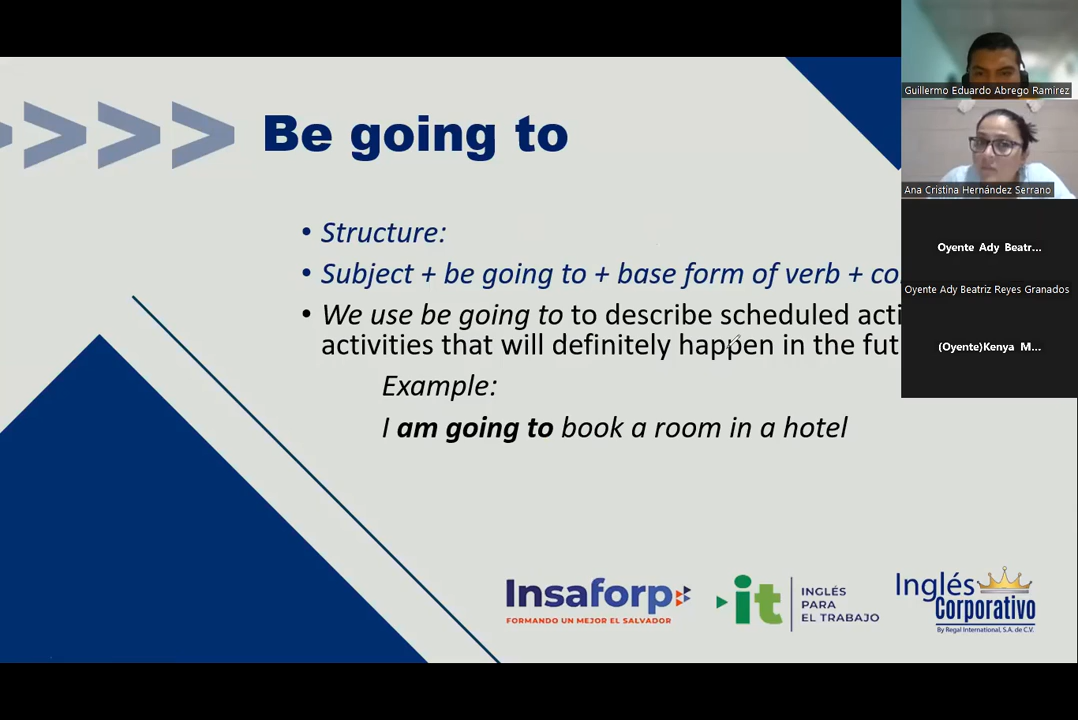 Be going to
• Structure:
• Subject + be going to + base form of verb + co
• We use be going to to describe scheduled acti
activities that will definitely happen in the fut
Example:
I am going to book a room in a hotel
Insaforp
FORMANDO UN MEJOR EL SALVADOR
it
INGLÉS
PARA
EL TRABAJO
Inglés
Corporativo
By Regal International, S.A. de C.V.
Guillermo Eduardo Abrego Ramirez
Ana Cristina Hernández Serrano
Oyente Ady Beatr...
Oyente Ady Beatriz Reyes Granados
(Oyente)Kenya M...